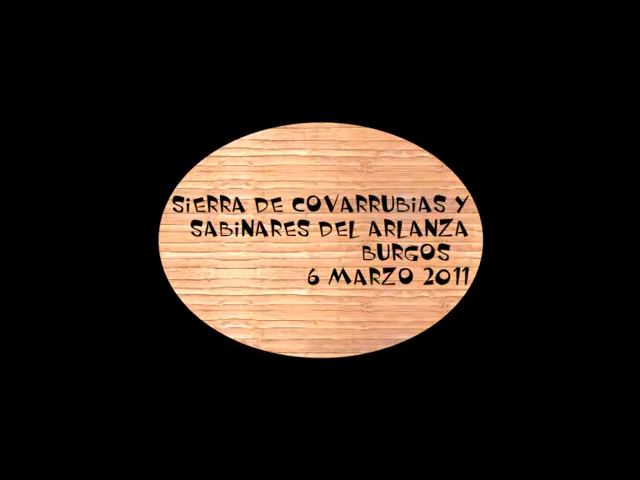 SiERRA DE COVARRUBiAS Y
SABiNARES DEL ARLANZA
BURGOS
6 MARZO 2011